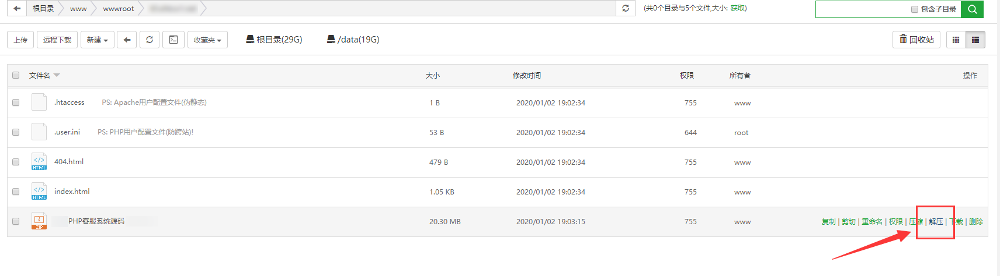 根目录 www wwwroot (共0个目录与5个文件,大小: 获取) 包含子目录
上传 远程下载 新建 收藏夹 根目录(29G) /data(19G) 回收站
文件名 大小 修改时间 权限 所有者 操作
.htaccess PS: Apache用户配置文件(伪静态) 1 B 2020/01/02 19:02:34 755 www
.user.ini PS: PHP用户配置文件(防跨站)! 53 B 2020/01/02 19:02:34 644 root
HTML 404.html 479 B 2020/01/02 19:02:34 755 www
HTML index.html 1.05 KB 2020/01/02 19:02:34 755 www
ZIP PHP客服系统源码 20.30 MB 2020/01/02 19:03:15 755 www 复制 | 剪切 | 重命名 | 权限 | 压缩 | 解压 | 下载 | 删除